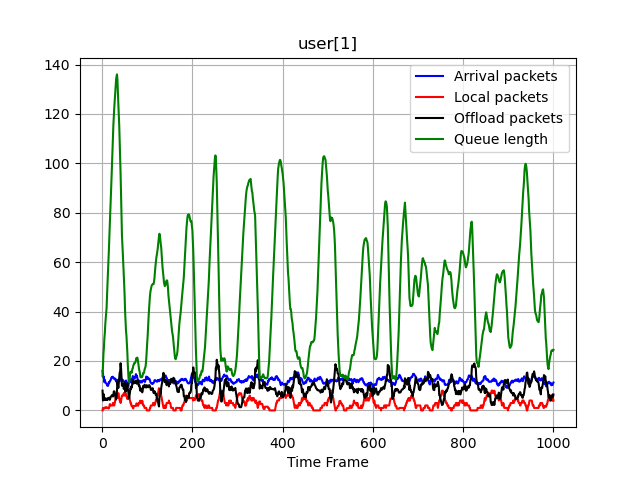 user[1]
140
120
100
80
60
40
20
0
Arrival packets
Local packets
Offload packets
Queue length
0 200 400 600 800 1000
Time Frame